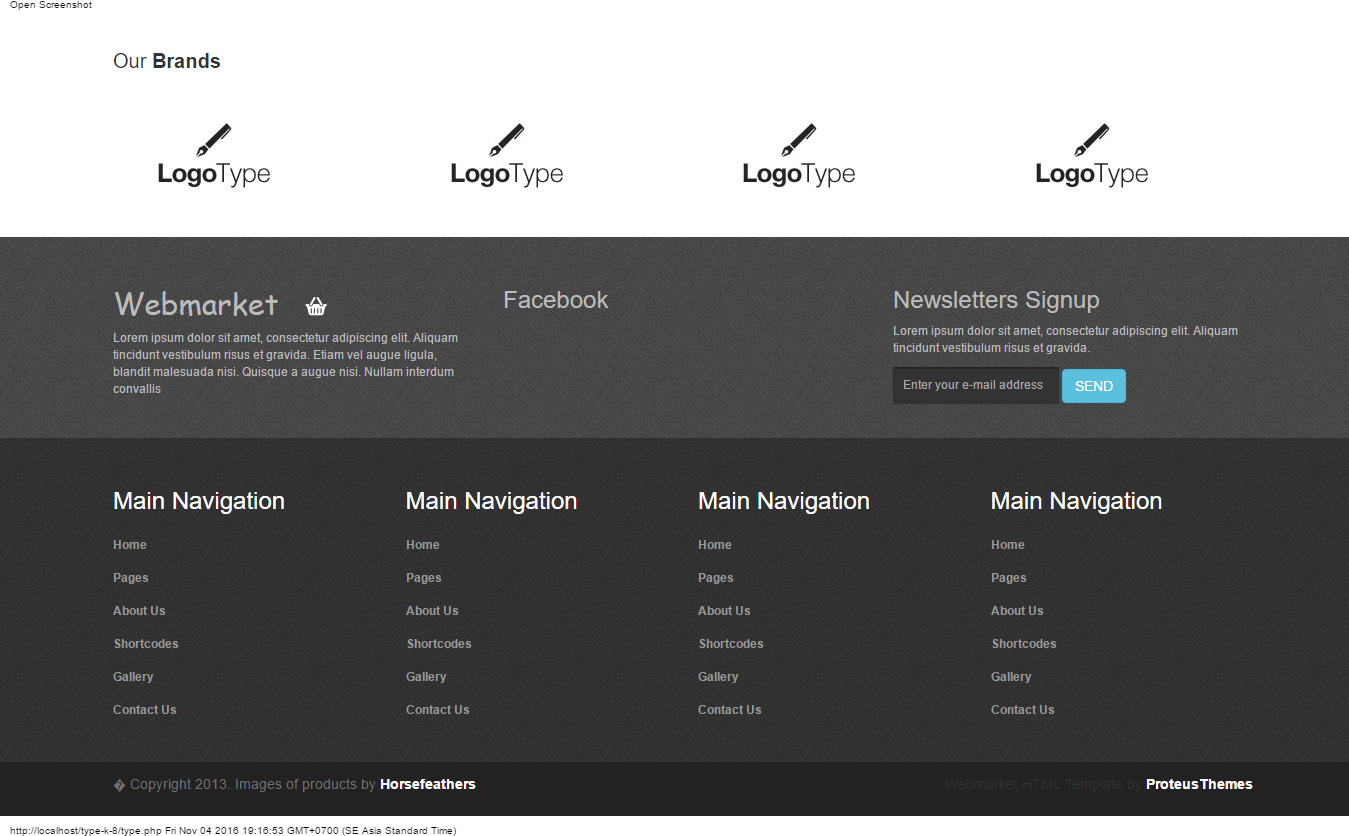 Open Screenshot
Our Brands
LogoType LogoType LogoType LogoType
Webmarket
Lorem ipsum dolor sit amet, consectetur adipiscing elit. Aliquam
tincidunt vestibulum risus et gravida. Etiam vel augue ligula,
blandit malesuada nisi. Quisque a augue nisi. Nullam interdum
convallis
Facebook
Newsletters Signup
Lorem ipsum dolor sit amet, consectetur adipiscing elit. Aliquam
tincidunt vestibulum risus et gravida.
Enter your e-mail address SEND
Main Navigation
Home
Pages
About Us
Shortcodes
Gallery
Contact Us
Main Navigation
Home
Pages
About Us
Shortcodes
Gallery
Contact Us
Main Navigation
Home
Pages
About Us
Shortcodes
Gallery
Contact Us
Main Navigation
Home
Pages
About Us
Shortcodes
Gallery
Contact Us
� Copyright 2013. Images of products by Horsefeathers
Webmarket HTML Template by ProteusThemes
http://localhost/type-k-8/type.php Fri Nov 04 2016 19:16:53 GMT+0700 (SE Asia Standard Time)